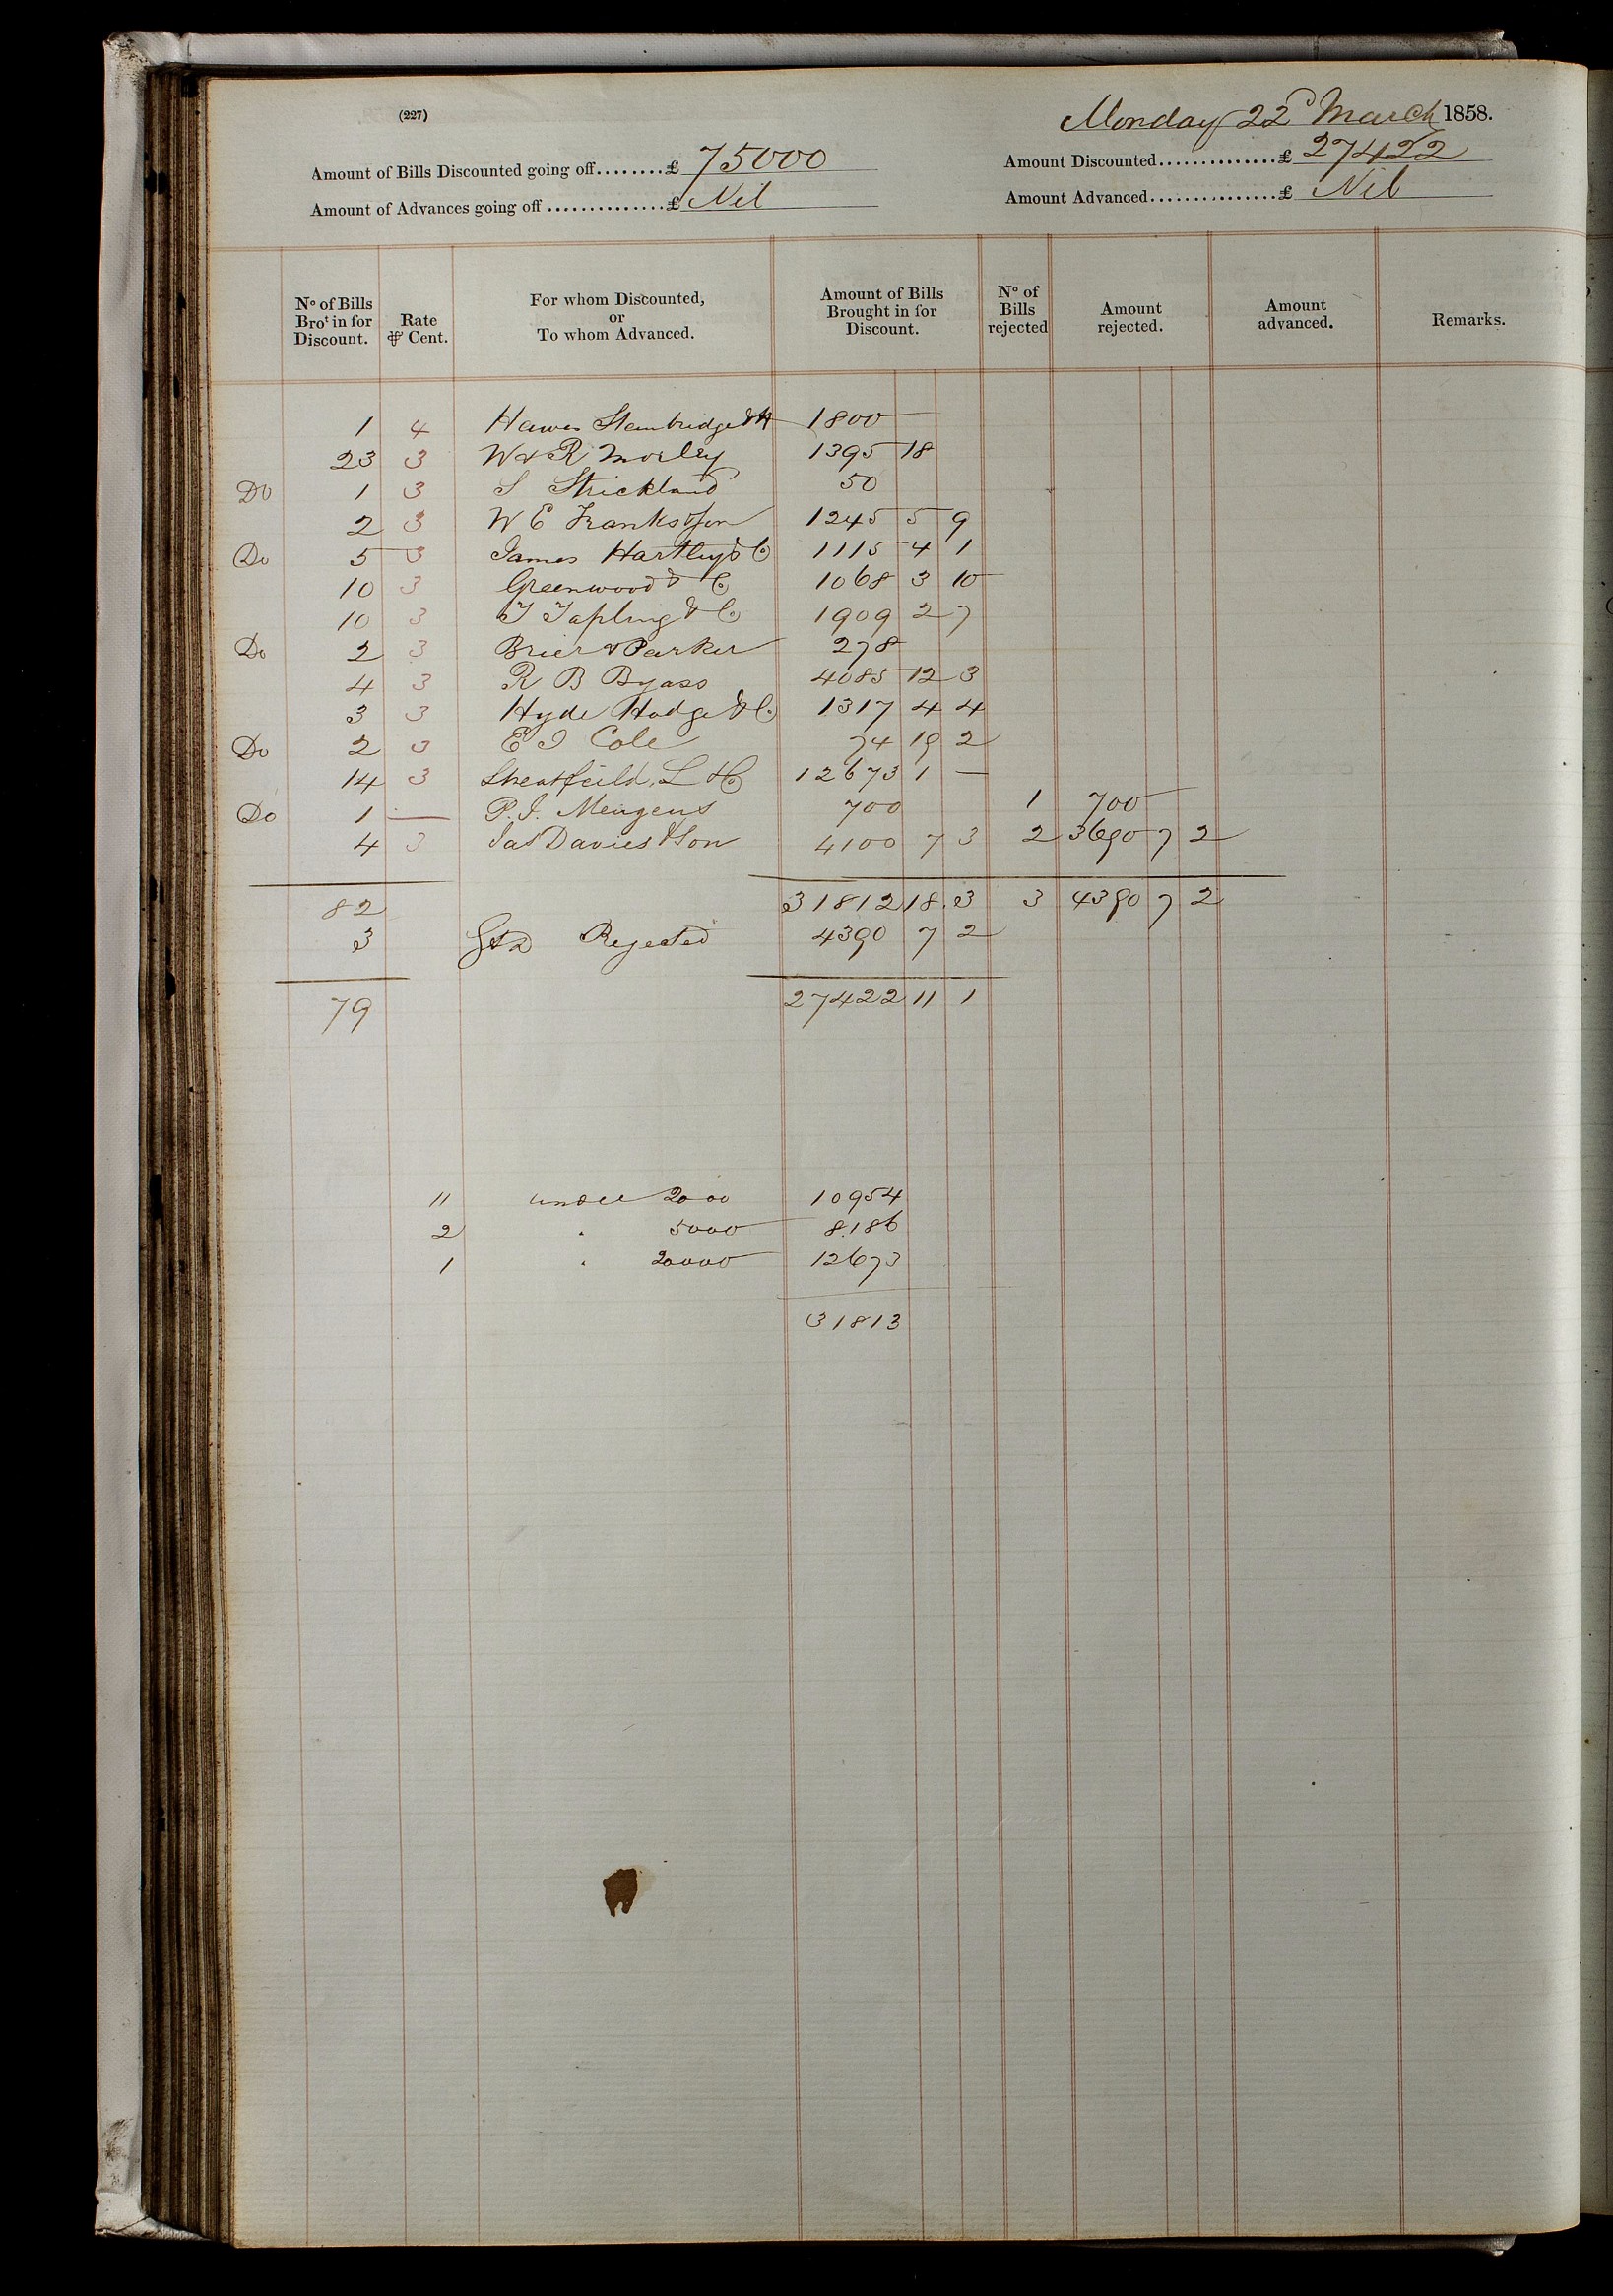 (227)
Monday 22d March 1858.
Amount of Bills Discounted going off........£ 75000
Amount Discounted..............£ 27422
Amount of Advances going off..............£ Nil
Amount Advanced...............£ Nil
No of Bills Brot in for Discount. Rate ⅌ Cent. For whom Discounted, or To whom Advanced. Amount of Bills Brought in for Discount. No of Bills rejected Amount rejected. Amount advanced. Remarks.
1 4 Hawes Stanbridge & H 1800
23 3 W & R Morley 1395 18
Do 1 3 S Strickland 50
2 3 W E Franks & Son 1245 5 9
Do 5 3 James Hartley & Co 1115 4 1
10 3 Greenwood & Co 1068 3 10
10 3 T Tapling & Co 1909 2 7
Do 2 3 Brier & Parker 278
4 3 R B Byass 4085 12 3
3 3 Hyde Hodge & Co 1317 4 4
Do 2 3 E I Cole 74 19 2
14 3 Sheatfeild, L & Co 12673 1 —
Do 1 — P. J. Meugens 700 1 700
4 3 Jas Davies & Son 4100 7 3 2 3690 7 2
82 31812 18 3 3 4390 7 2
3 Rejected 4390 7 2
79 27422 11 1
11 under 2000 10954
2 " 5000 8.186
1 " 20000 12673
31813